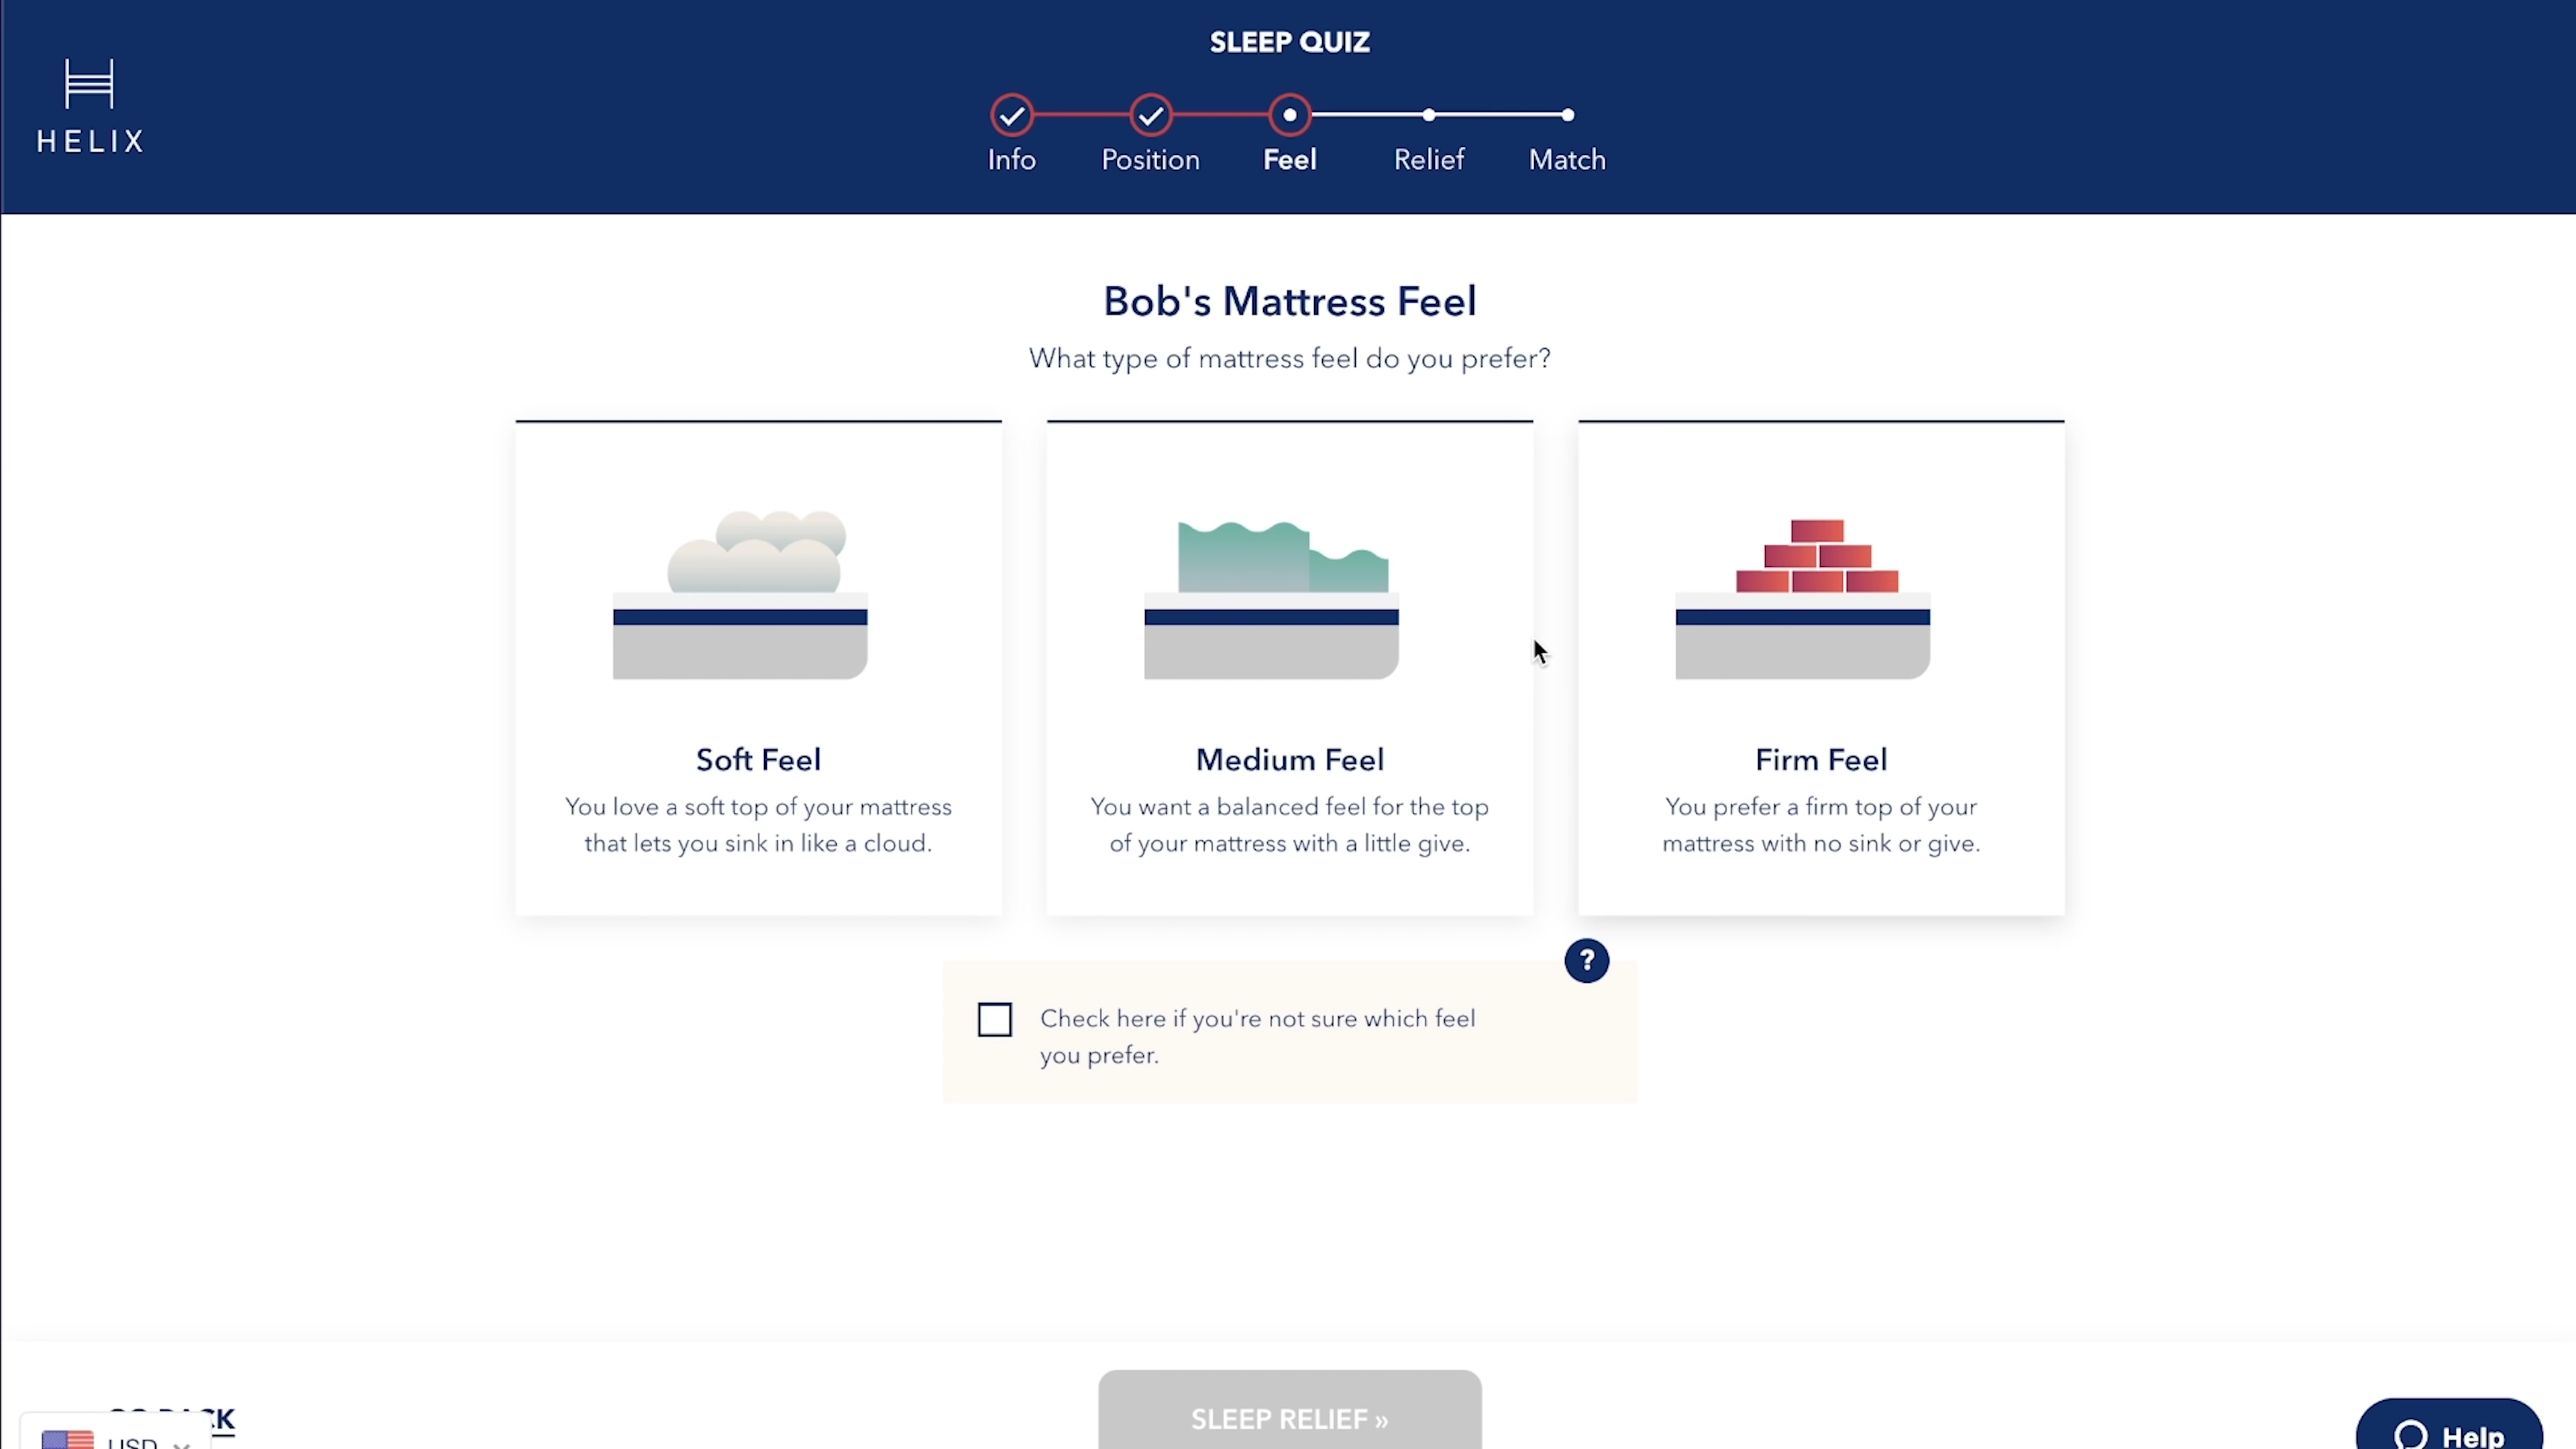 SLEEP QUIZ
HELIX
Info
Position
Feel
Relief
Match
Bob's Mattress Feel
What type of mattress feel do you prefer?
Soft Feel
You love a soft top of your mattress
that lets you sink in like a cloud.
Medium Feel
You want a balanced feel for the top
of your mattress with a little give.
Firm Feel
You prefer a firm top of your
mattress with no sink or give.
?
Check here if you're not sure which feel
you prefer.
GO BACK
SLEEP RELIEF »
USD
Help